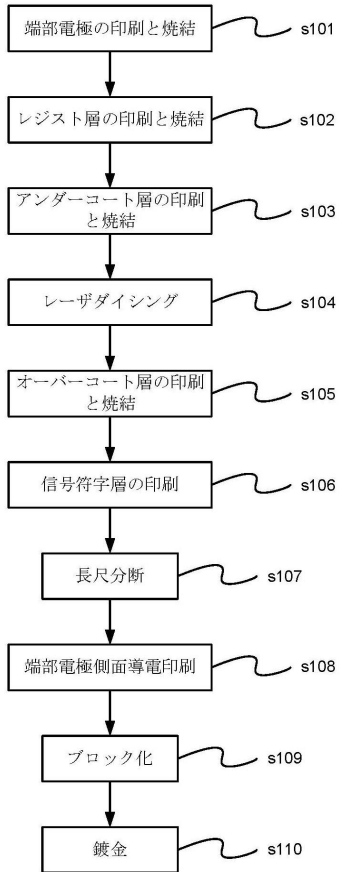 端部電極の印刷と焼結
s101
レジスト層の印刷と焼結
s102
アンダーコート層の印刷
と焼結
s103
レーザダイシング
s104
オーバーコート層の印刷
と焼結
s105
信号符字層の印刷
s106
長尺分断
s107
端部電極側面導電印刷
s108
ブロック化
s109
鍍金
s110